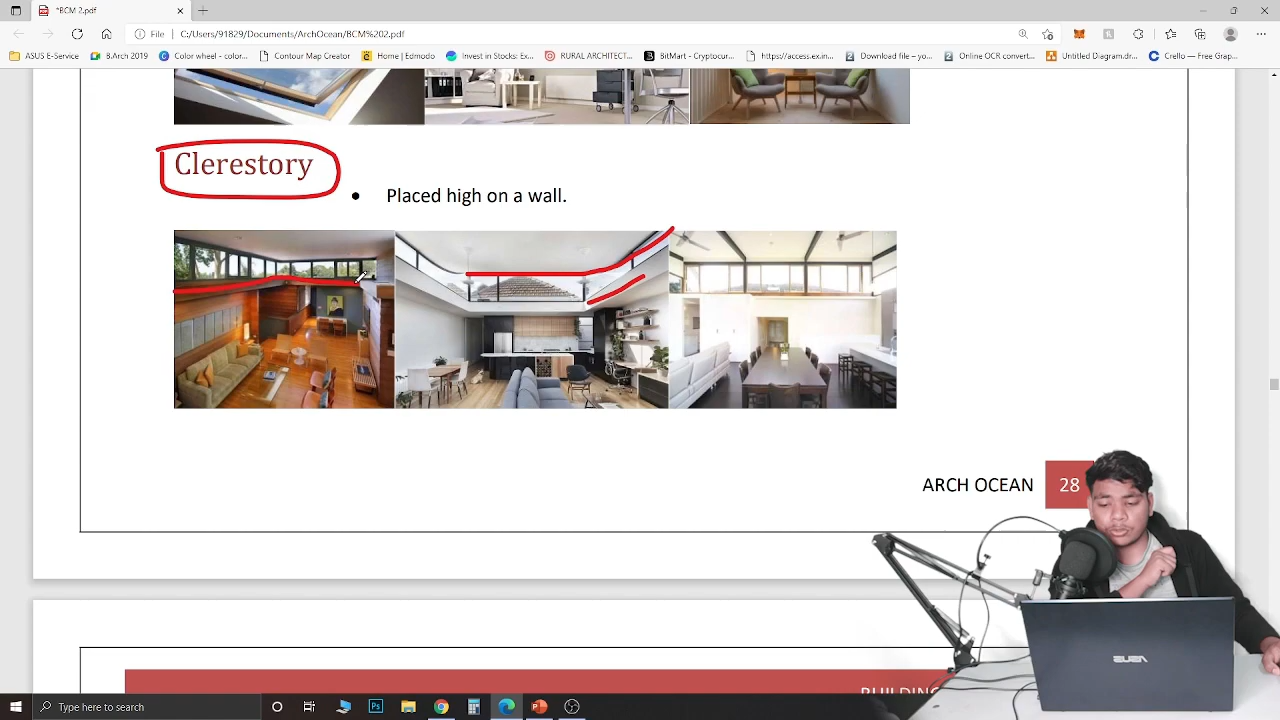 *BCM 2.pdf
File
C:/Users/91829/Documents/ArchOcean/BCM%202.pdf
ASUS E-Service
B.Arch 2019
Color wheel - color...
Contour Map Creator
Home | Edmodo
Invest in Stocks: Ex...
RURAL ARCHITECT...
BitMart - Cryptocur...
https://access.ex.in...
Download file – yo...
Online OCR convert...
Untitled Diagram.dr...
Crello — Free Grap...
Clerestory
• Placed high on a wall.
ARCH OCEAN 28
ASUS
Type here to search